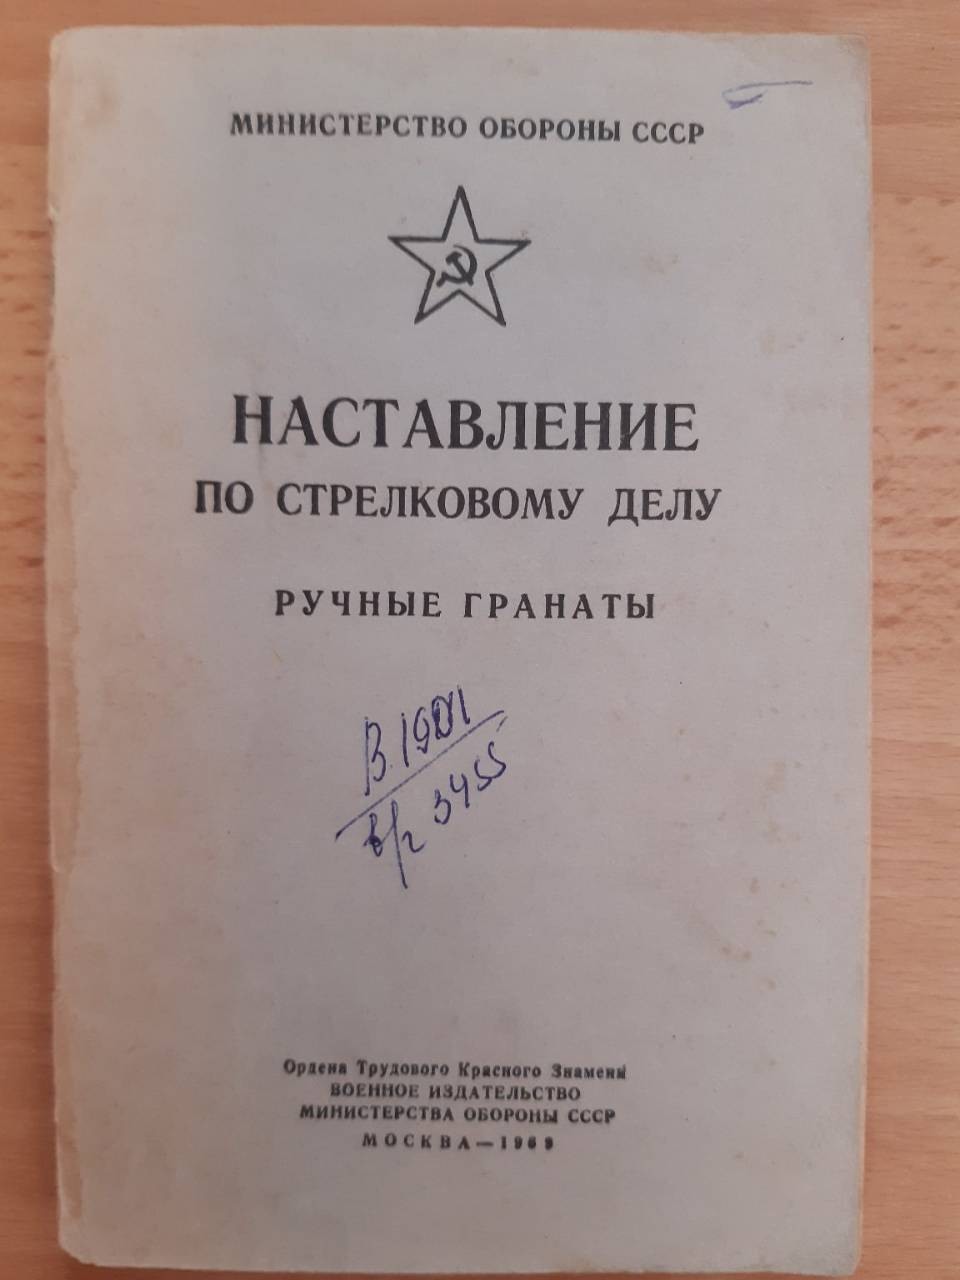 МИНИСТЕРСТВО ОБОРОНЫ СССР
НАСТАВЛЕНИЕ
ПО СТРЕЛКОВОМУ ДЕЛУ
РУЧНЫЕ ГРАНАТЫ
В. 1901
в/г 3455
Ордена Трудового Красного Знамени
ВОЕННОЕ ИЗДАТЕЛЬСТВО
МИНИСТЕРСТВА ОБОРОНЫ СССР
МОСКВА—1969